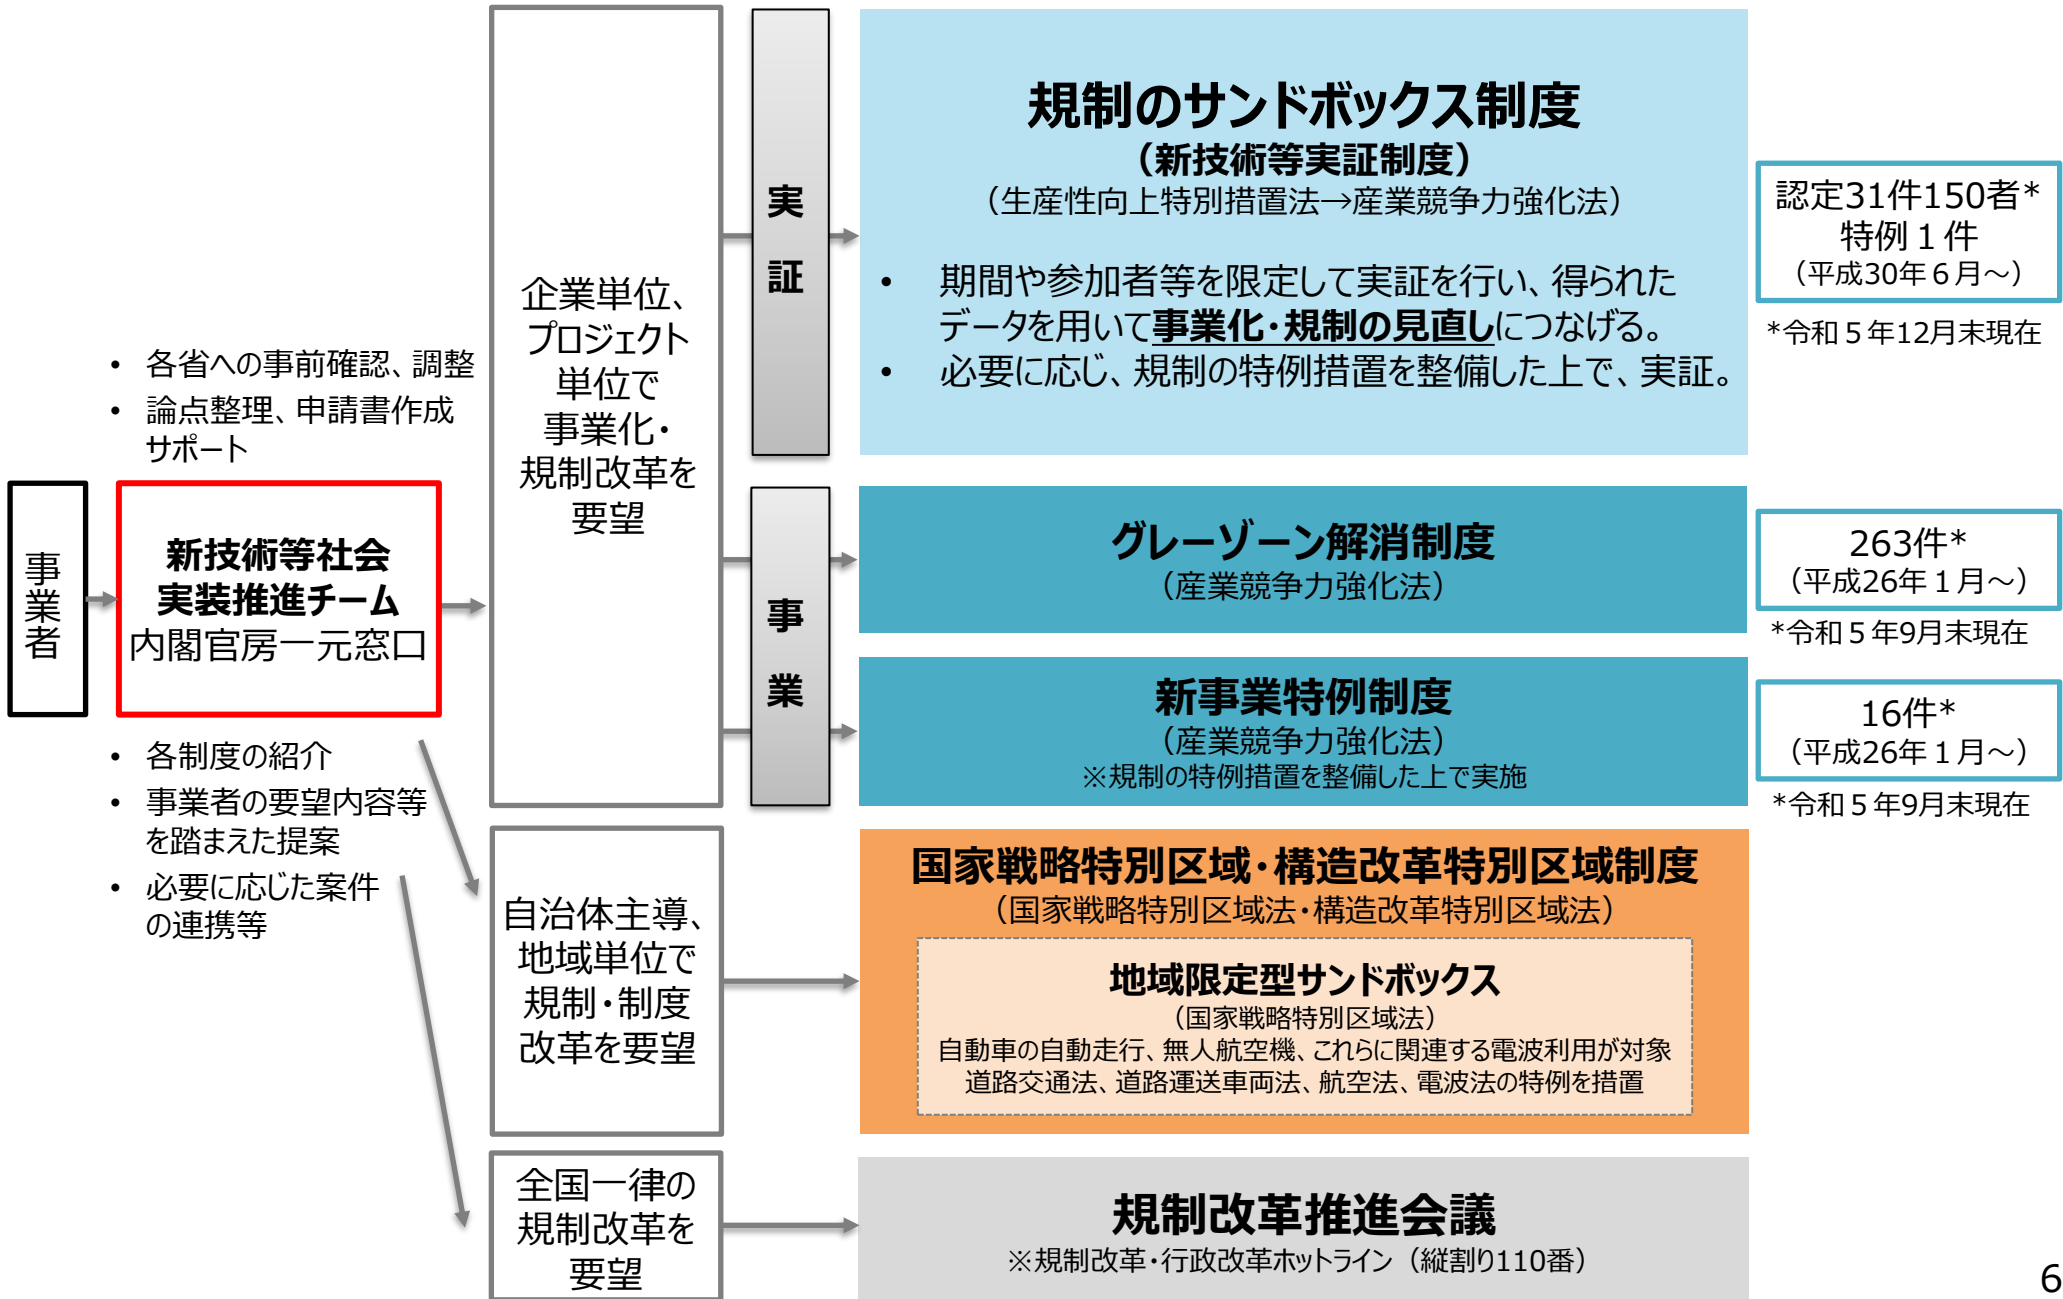 事業者
• 各省への事前確認、調整
• 論点整理、申請書作成
サポート
新技術等社会
実装推進チーム
内閣官房一元窓口
• 各制度の紹介
• 事業者の要望内容等
を踏まえた提案
• 必要に応じた案件
の連携等
企業単位、
プロジェクト
単位で
事業化・
規制改革を
要望
実
証
規制のサンドボックス制度
（新技術等実証制度）
（生産性向上特別措置法→産業競争力強化法）
• 期間や参加者等を限定して実証を行い、得られた
データを用いて事業化・規制の見直しにつなげる。
• 必要に応じ、規制の特例措置を整備した上で、実証。
認定31件150者*
特例１件
（平成30年６月～）
*令和５年12月末現在
事
業
グレーゾーン解消制度
（産業競争力強化法）
263件*
（平成26年１月～）
*令和５年9月末現在
新事業特例制度
（産業競争力強化法）
※規制の特例措置を整備した上で実施
16件*
（平成26年１月～）
*令和５年9月末現在
自治体主導、
地域単位で
規制・制度
改革を要望
国家戦略特別区域・構造改革特別区域制度
（国家戦略特別区域法・構造改革特別区域法）
地域限定型サンドボックス
（国家戦略特別区域法）
自動車の自動走行、無人航空機、これらに関連する電波利用が対象
道路交通法、道路運送車両法、航空法、電波法の特例を措置
全国一律の
規制改革を
要望
規制改革推進会議
※規制改革・行政改革ホットライン（縦割り110番）
6